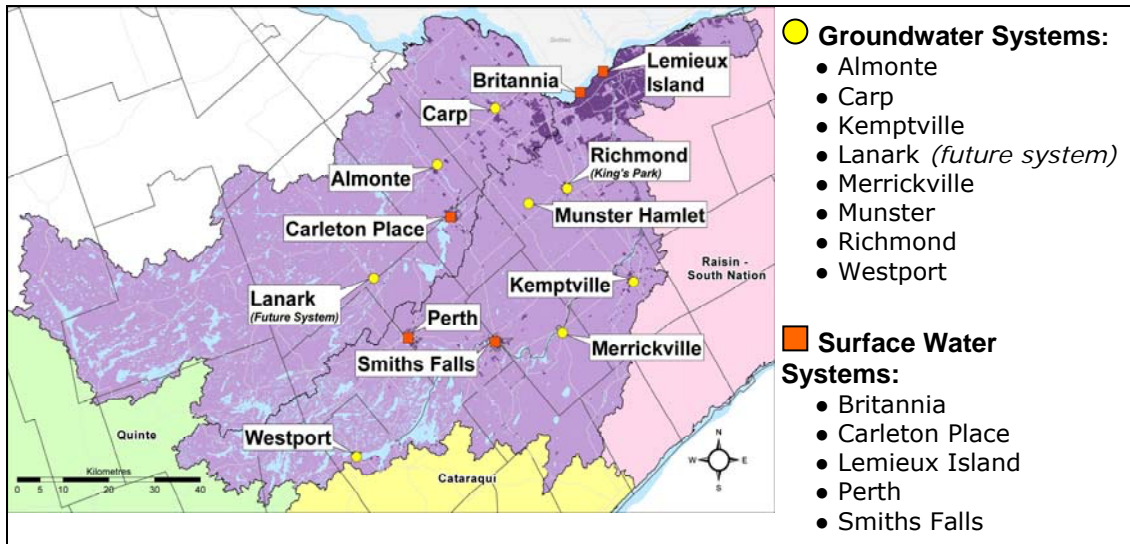 Britannia
Lemieux
Island
Carp
Almonte
Richmond
(King's Park)
Munster Hamlet
Carleton Place
Raisin -
South Nation
Kemptville
Lanark
(Future System)
Perth
Smiths Falls
Merrickville
Quinte
Westport
Cataraqui
Kilometres
0 5 10 20 30 40
N
W E
S
Groundwater Systems:
● Almonte
● Carp
● Kemptville
● Lanark (future system)
● Merrickville
● Munster
● Richmond
● Westport
Surface Water
Systems:
● Britannia
● Carleton Place
● Lemieux Island
● Perth
● Smiths Falls